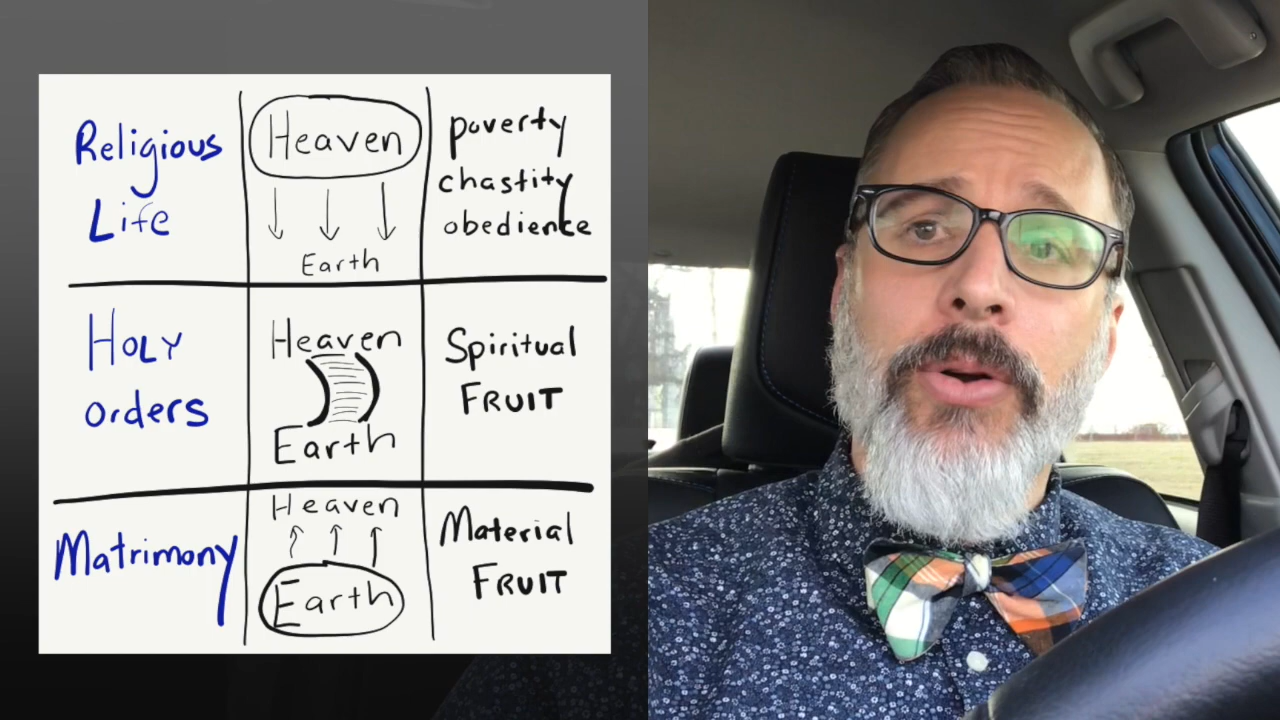 Religious
Life
Heaven
Earth
poverty
chastity
obedience
HOLY
orders
Heaven
Earth
Spiritual
FRUIT
Matrimony
Heaven
Earth
Material
FRUIT